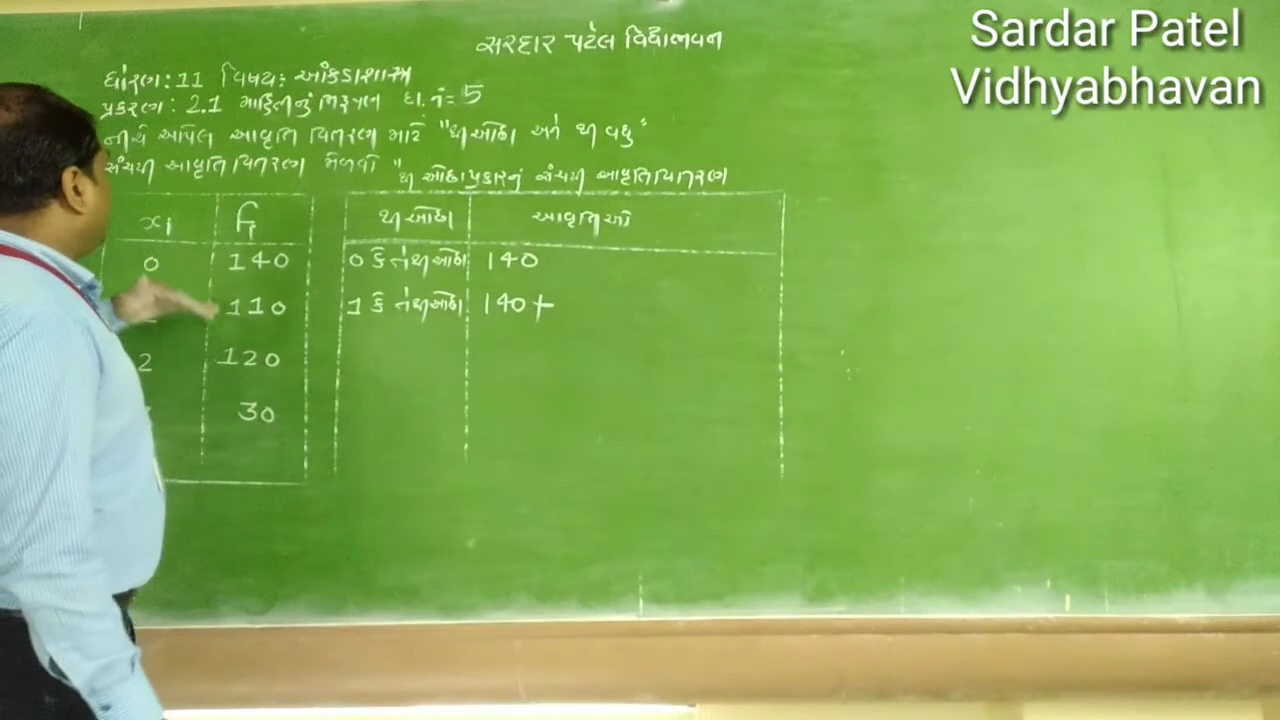 Sardar Patel
Vidhyabhavan
સરદાર પટેલ વિદ્યાભવન
ધોરણ : 11 વિષય : આંકડાશાસ્ત્ર
પ્રકરણ : 2.1 માહિતીનું નિરૂપણ દા. નં = 5
નીચે આપેલ આવૃતિ વિતરણ માટે "થી ઓછા અને થી વધુ"
સંચયી આવૃતિ વિતરણ મેળવો
"થી ઓછા પ્રકારનું સંચયી આવૃતિવિતરણ
xi fi થી ઓછા આવૃતિઓ
0 140 0 કે તેથી ઓછા 140
110 1 કે તેથી ઓછા 140 +
2 120
30